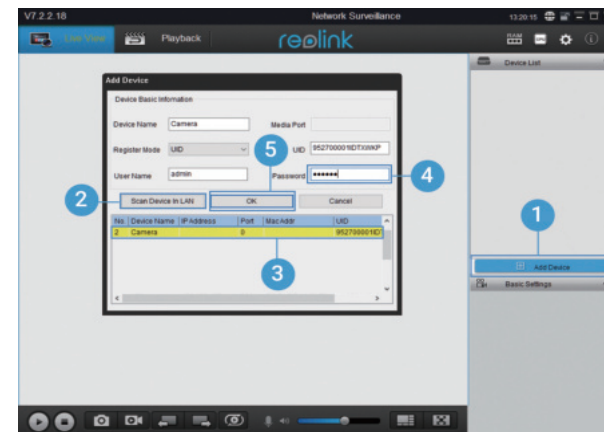 V7.2.2.18 Network Surveillance 13:20:15
Live View Playback reolink
Device List
Add Device
Device Basic Information
Device Name Camera Media Port
5
Register Mode UID UID
4
User Name admin Password ******
2 Scan Device In LAN OK Cancel
1
No Device Name IP Address Port Mac Addr UID
2 Camera 0
3
Add Device
Basic Settings